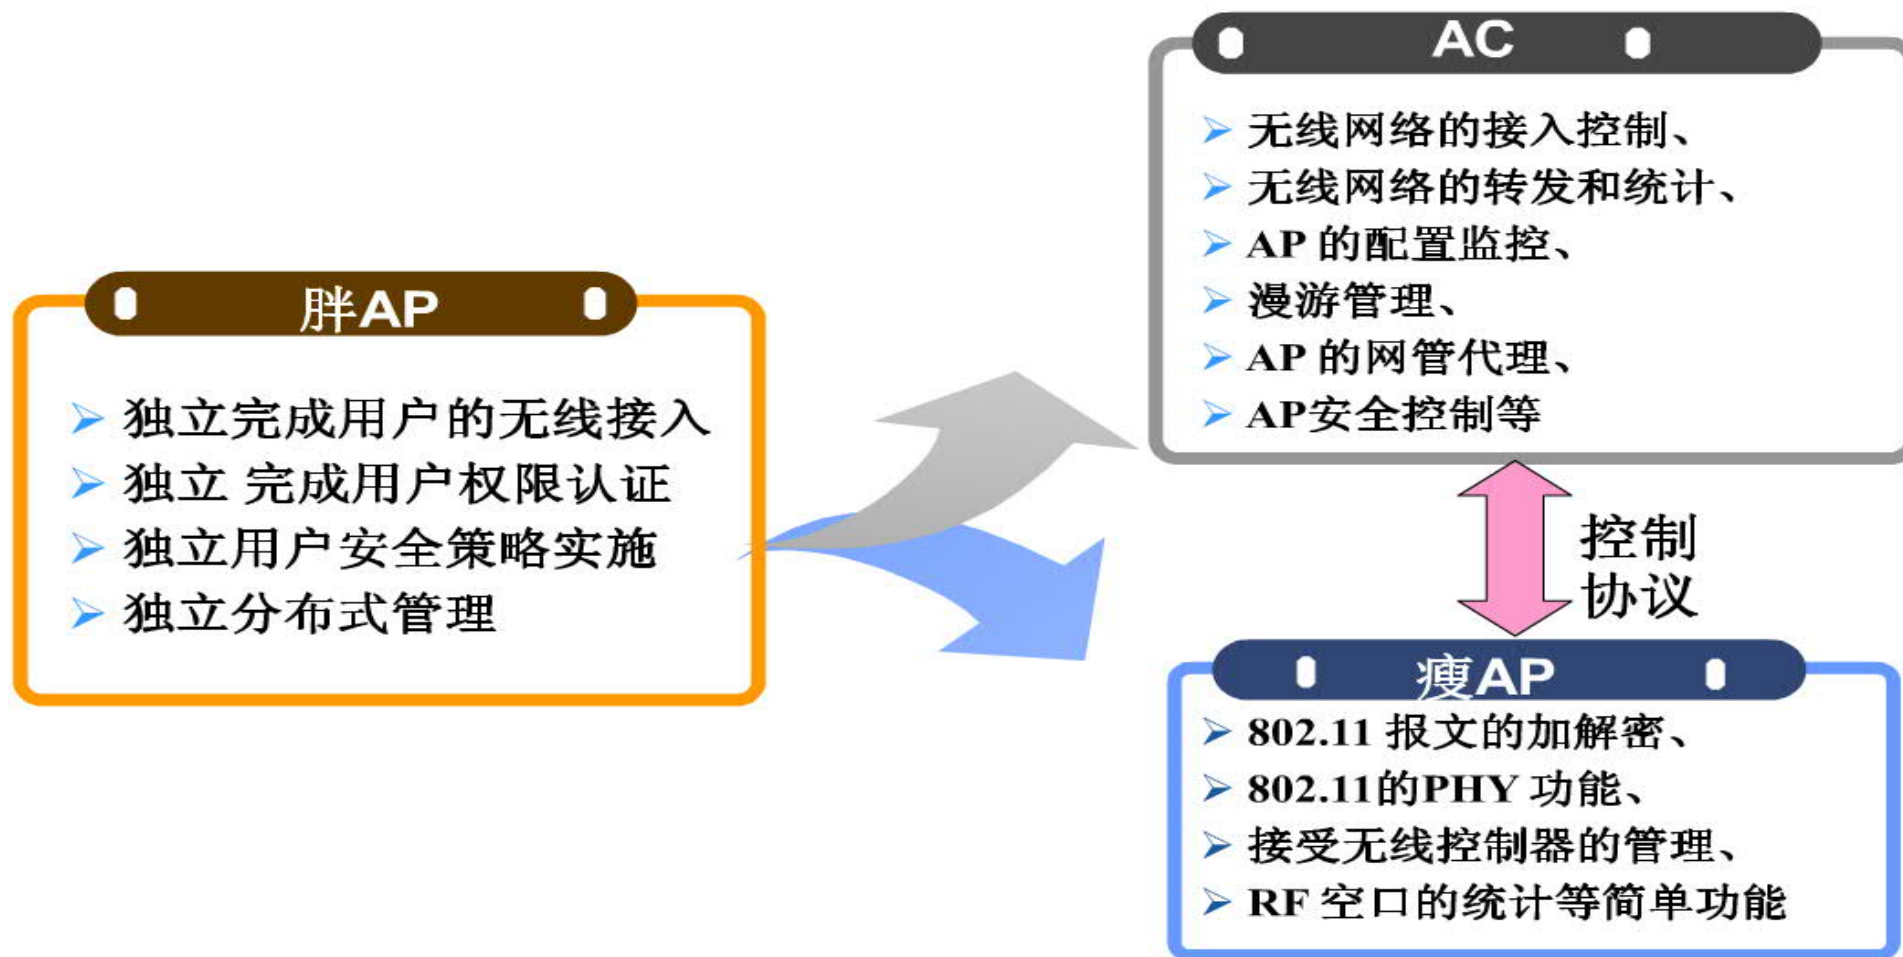 胖AP
独立完成用户的无线接入
独立 完成用户权限认证
独立用户安全策略实施
独立分布式管理
AC
无线网络的接入控制、
无线网络的转发和统计、
AP 的配置监控、
漫游管理、
AP 的网管代理、
AP安全控制等
控制
协议
瘦AP
802.11 报文的加解密、
802.11的PHY 功能、
接受无线控制器的管理、
RF 空口的统计等简单功能